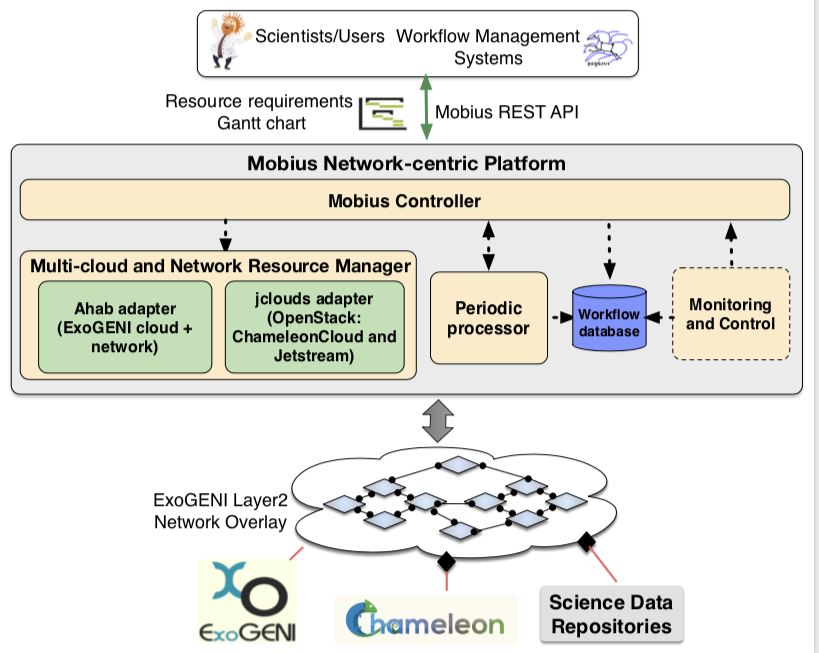 Scientists/Users
Workflow Management
Systems
Resource requirements
Gantt chart
Mobius REST API
Mobius Network-centric Platform
Mobius Controller
Multi-cloud and Network Resource Manager
Ahab adapter
(ExoGENI cloud +
network)
jclouds adapter
(OpenStack:
ChameleonCloud and
Jetstream)
Periodic
processor
Workflow
database
Monitoring
and Control
ExoGENI Layer2
Network Overlay
XO
ExoGENI
Chameleon
Science Data
Repositories